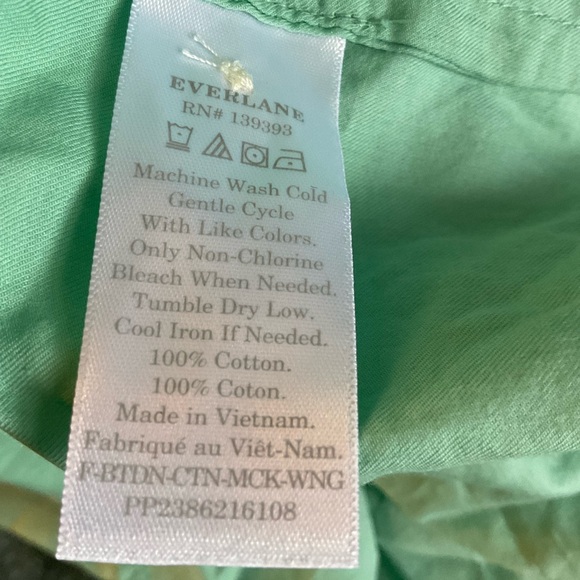 EVERLANE
RN# 139393
Machine Wash Cold
Gentle Cycle
With Like Colors.
Only Non-Chlorine
Bleach When Needed.
Tumble Dry Low.
Cool Iron If Needed.
100% Cotton.
100% Coton.
Made in Vietnam.
Fabriqué au Viêt-Nam.
F-BTDN-CTN-MCK-WNG
PP2386216108